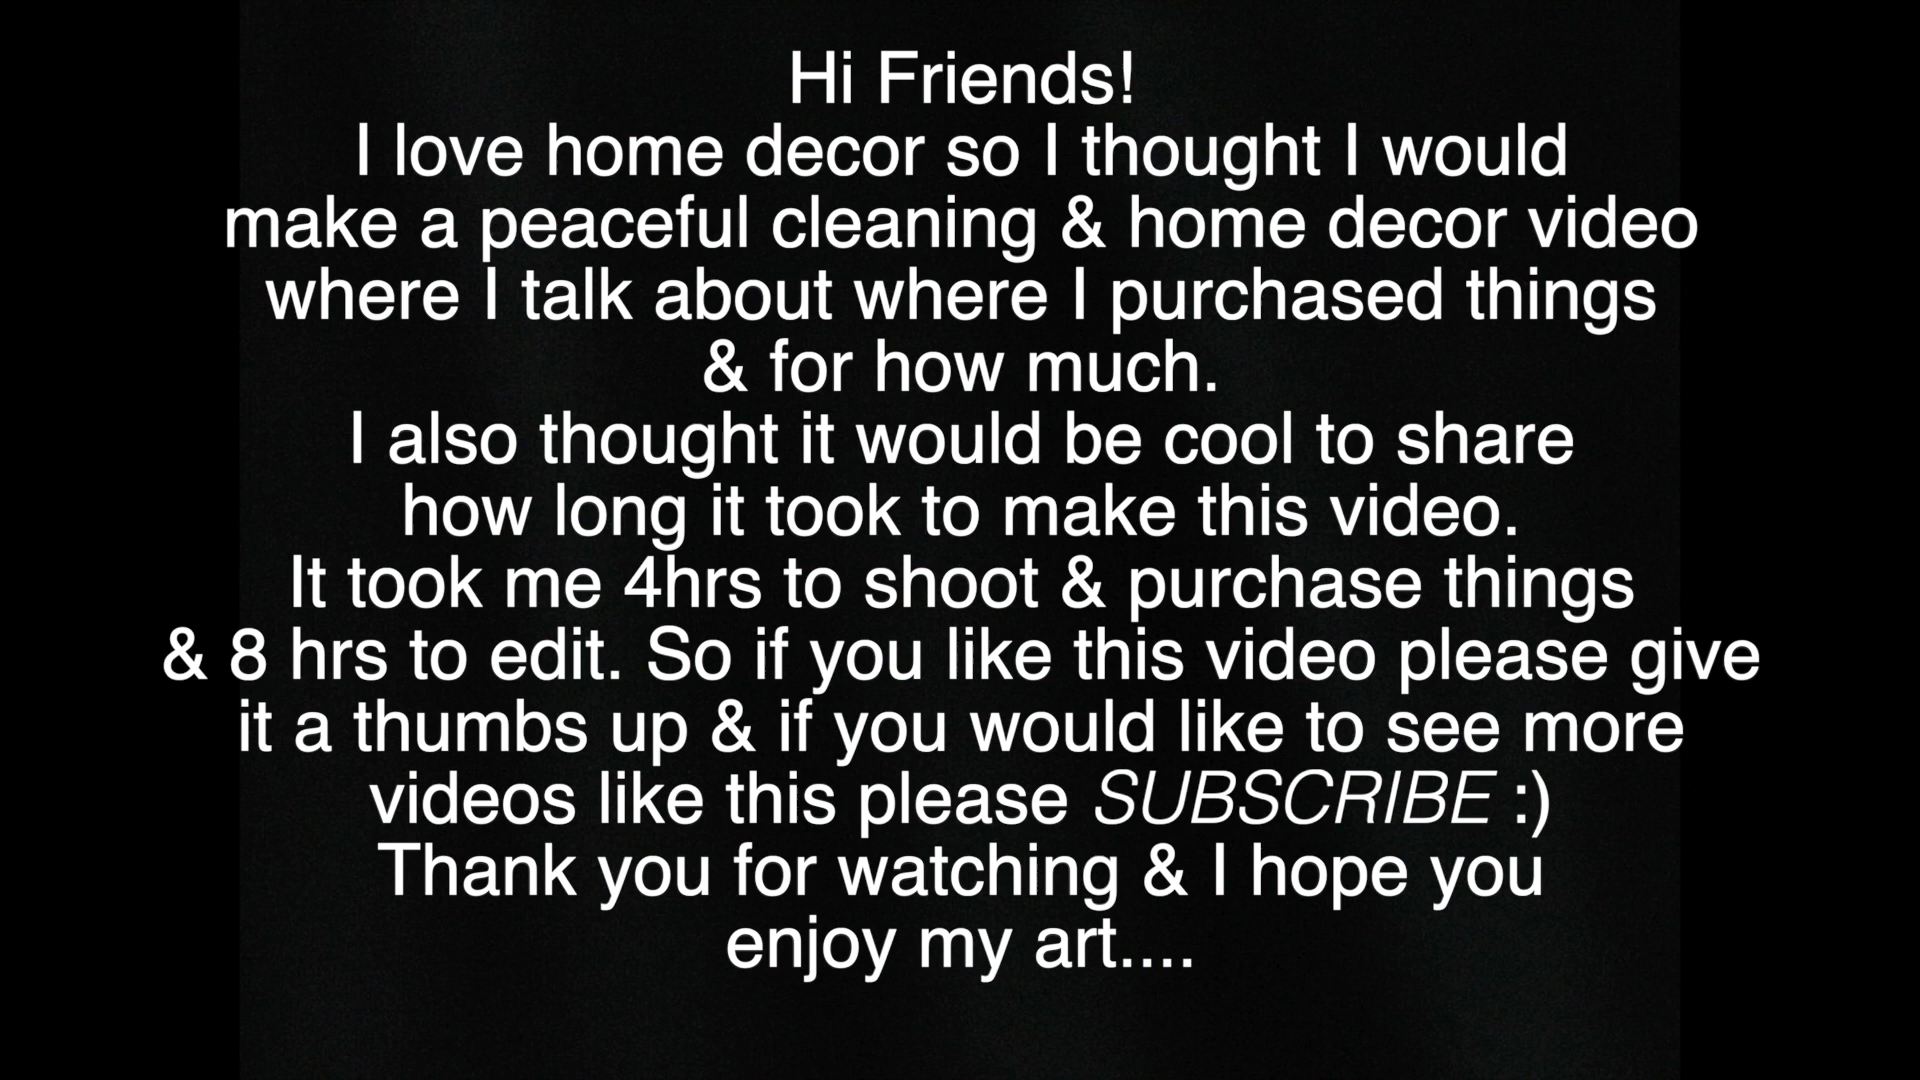 Hi Friends!
I love home decor so I thought I would
make a peaceful cleaning & home decor video
where I talk about where I purchased things
& for how much.
I also thought it would be cool to share
how long it took to make this video.
It took me 4hrs to shoot & purchase things
& 8 hrs to edit. So if you like this video please give
it a thumbs up & if you would like to see more
videos like this please SUBSCRIBE :)
Thank you for watching & I hope you
enjoy my art....